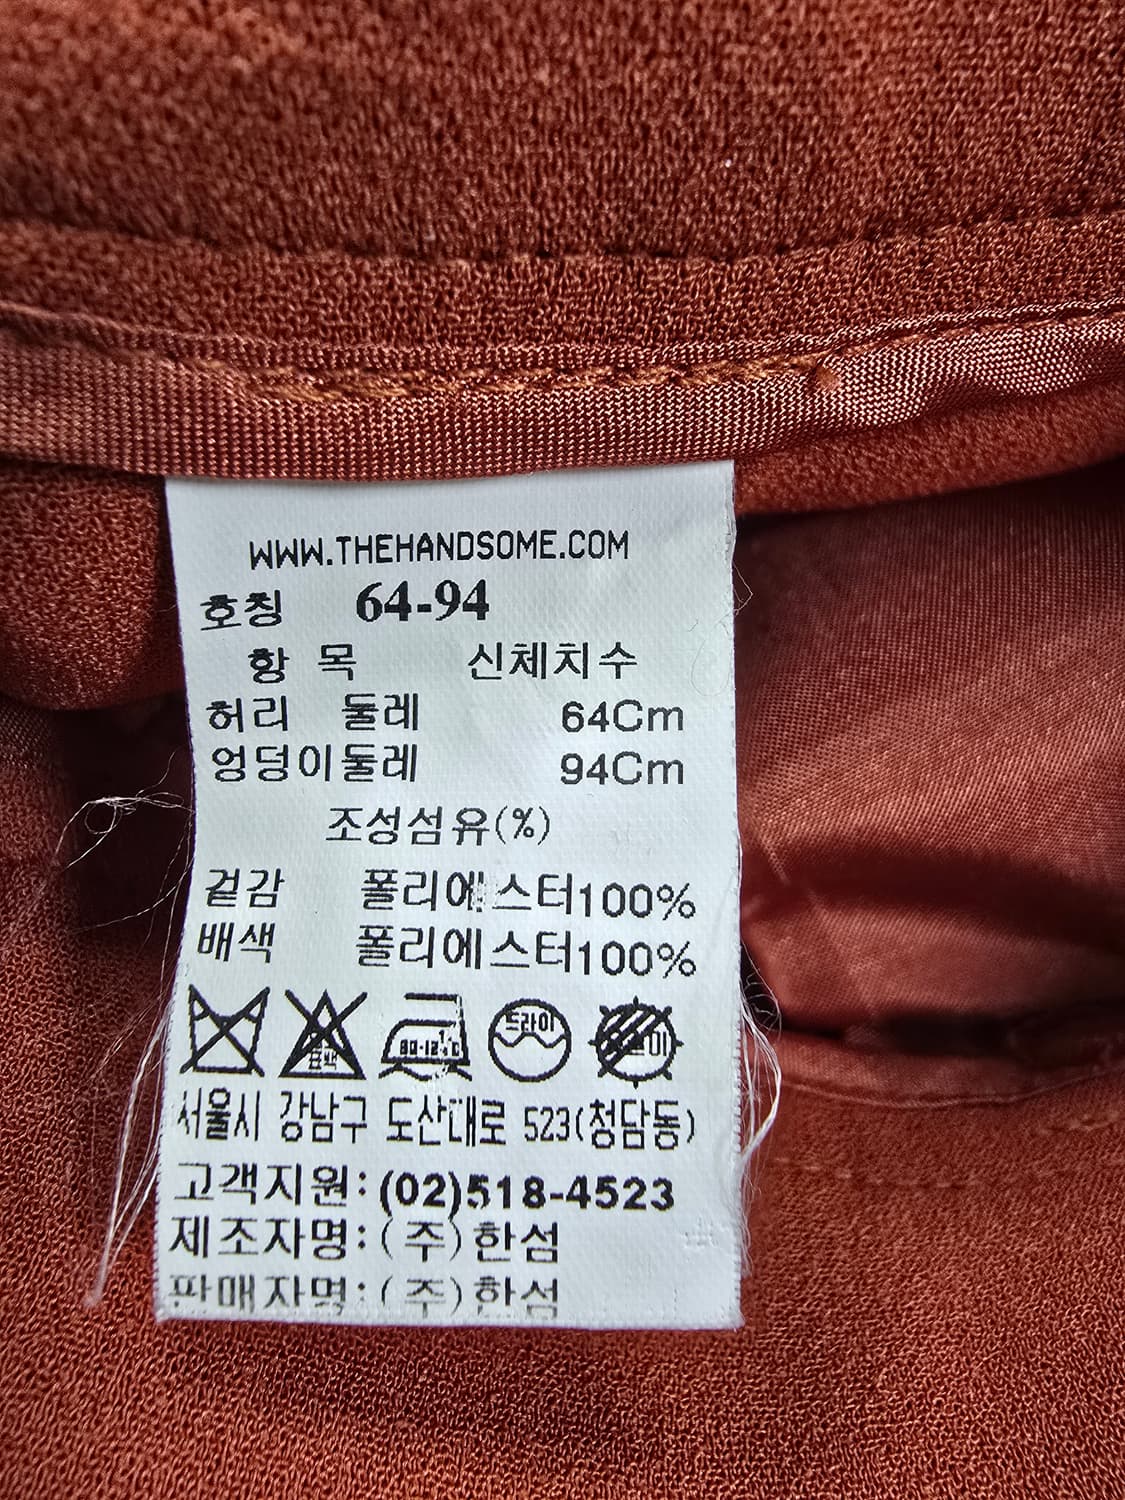 WWW.THEHANDSOME.COM
호칭 64-94
항 목 신체치수
허리 둘레 64Cm
엉덩이둘레 94Cm
조성섬유(%)
겉감 폴리에스터100%
배색 폴리에스터100%
표백 드라이
서울시 강남구 도산대로 523(청담동)
고객지원:(02)518-4523
제조자명:(주)한섬
판매자명:(주)한섬